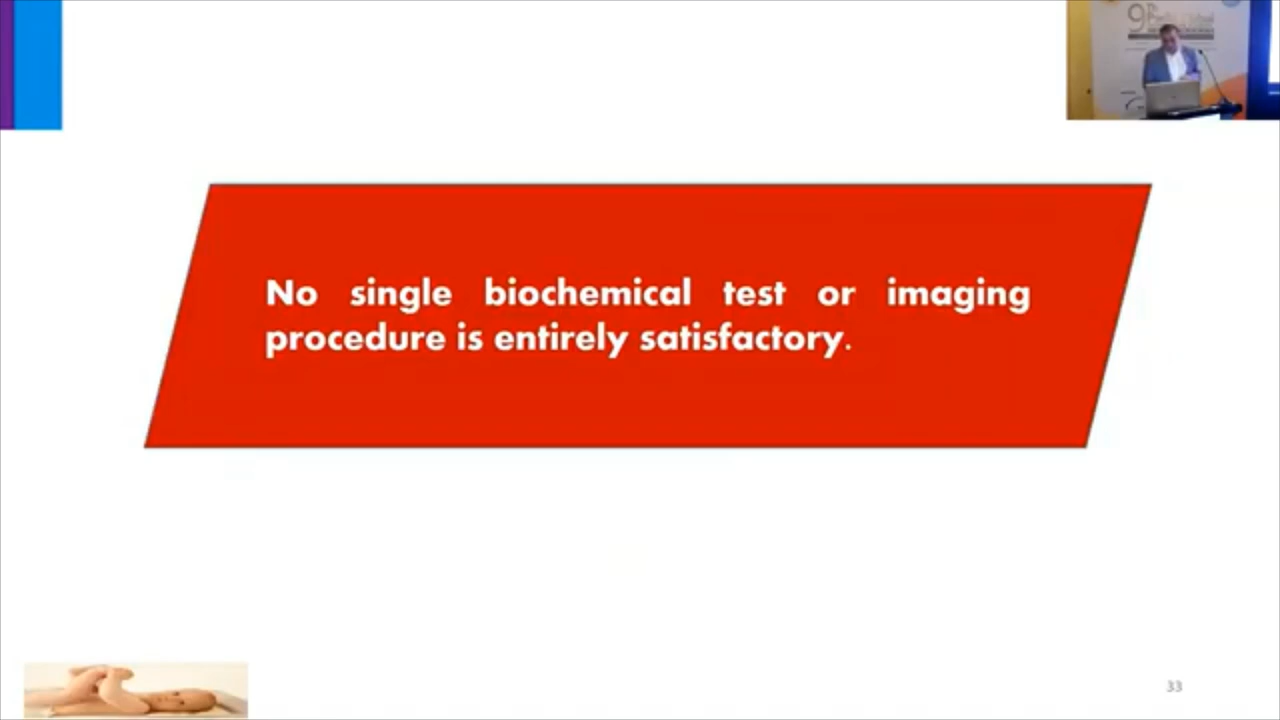 No single biochemical test or imaging
procedure is entirely satisfactory.
33